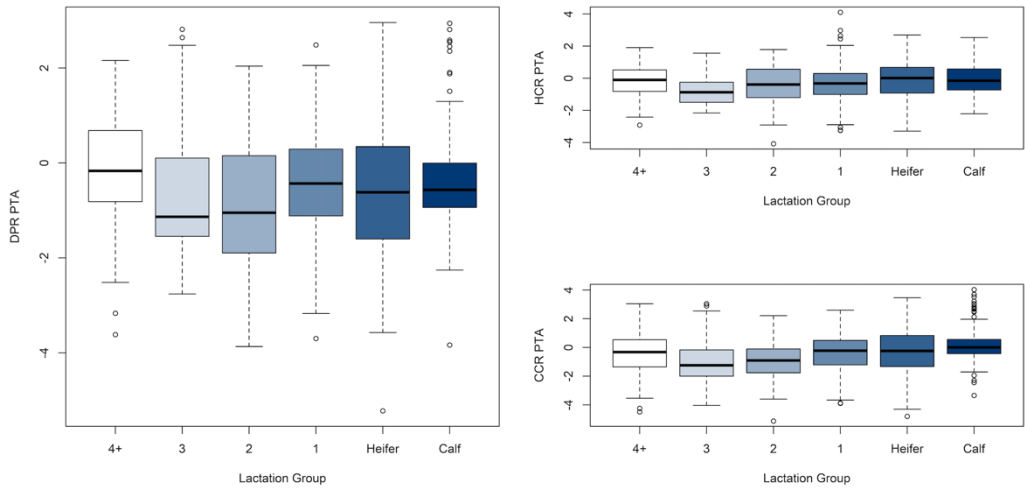 DPR PTA
2
0
-2
-4
4+ 3 2 1 Heifer Calf
Lactation Group
HCR PTA
4
2
0
-2
-4
4+ 3 2 1 Heifer Calf
Lactation Group
CCR PTA
4
2
0
-2
-4
4+ 3 2 1 Heifer Calf
Lactation Group